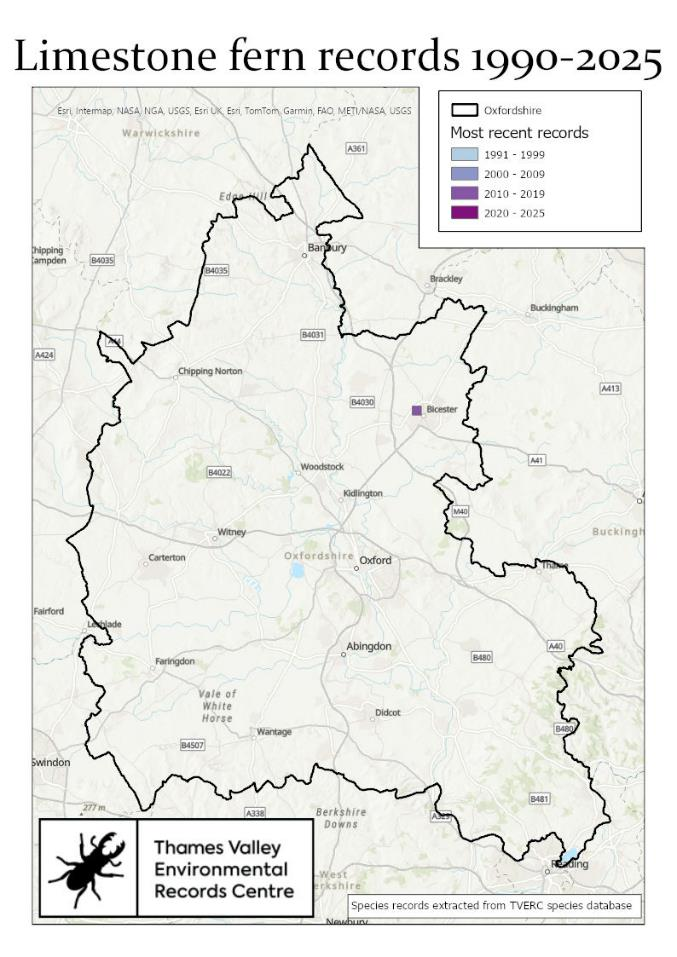 Limestone fern records 1990-2025
Esri, Intermap, NASA, NGA, USGS, Esri UK, Esri, TomTom, Garmin, FAO, METI/NASA, USGS
Oxfordshire
Most recent records
1991 - 1999
2000 - 2009
2010 - 2019
2020 - 2025
Warwickshire
A361
Edge Hill
Banbury
Chipping
Campden
B4035
B4035
Brackley
Buckingham
B4031
A44
A424
Chipping Norton
A413
B4030
Bicester
A41
B4022
Woodstock
Kidlington
M40
Witney
Buckingh
Oxfordshire
Carterton
Oxford
Thame
Fairford
Lechlade
Abingdon
A40
B480
Faringdon
Vale of
White
Horse
Didcot
B480
Wantage
B4507
Swindon
277 m
A338
Berkshire
Downs
B481
A329
Reading
West
erkshire
Newbury
Thames Valley
Environmental
Records Centre
Species records extracted from TVERC species database